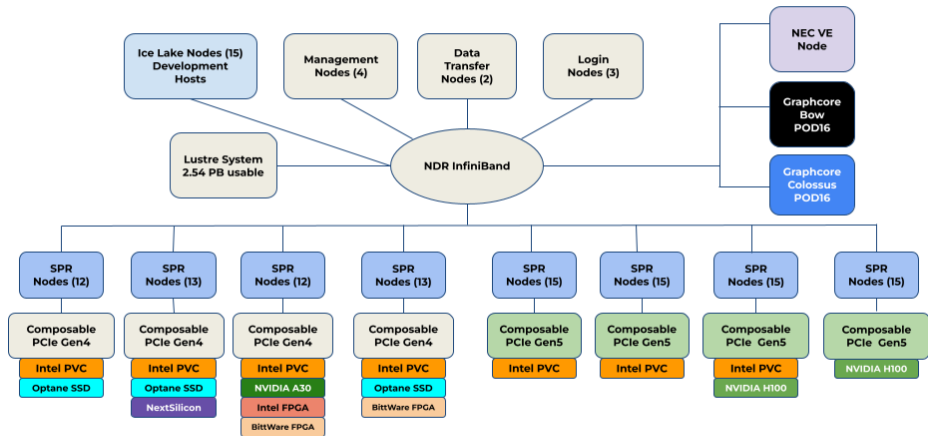 Ice Lake Nodes (15)
Development
Hosts
Management
Nodes (4)
Data
Transfer
Nodes (2)
Login
Nodes (3)
NEC VE
Node
Graphcore
Bow
POD16
Graphcore
Colossus
POD16
Lustre System
2.54 PB usable
NDR InfiniBand
SPR
Nodes (12)
SPR
Nodes (13)
SPR
Nodes (12)
SPR
Nodes (13)
SPR
Nodes (15)
SPR
Nodes (15)
SPR
Nodes (15)
SPR
Nodes (15)
Composable
PCIe Gen4
Intel PVC
Optane SSD
Composable
PCIe Gen4
Intel PVC
Optane SSD
NextSilicon
Composable
PCIe Gen4
Intel PVC
NVIDIA A30
Intel FPGA
BittWare FPGA
Composable
PCIe Gen4
Intel PVC
Optane SSD
BittWare FPGA
Composable
PCIe Gen5
Intel PVC
Composable
PCIe Gen5
Intel PVC
Composable
PCIe Gen5
Intel PVC
NVIDIA H100
Composable
PCIe Gen5
NVIDIA H100